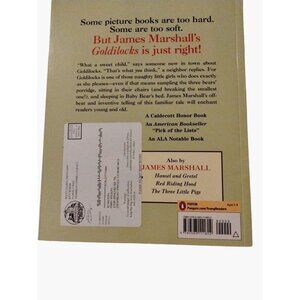 Some picture books are too hard.
Some are too soft.
But James Marshall's
Goldilocks is just right!
"What a sweet child," says someone new in town about
Goldilocks. "That's what you think," a neighbor replies. For
Goldilocks is one of those naughty little girls who does exactly
as she pleases—even if that means sampling the three bears'
porridge, sitting in their chairs (and breaking the smallest
one!), and sleeping in Baby Bear's bed. James Marshall's off-
beat and inventive telling of this familiar tale will enchant
readers young and old.
A Caldecott Honor Book
An American Bookseller
"Pick of the Lists"
An ALA Notable Book
Also by
JAMES MARSHALL
Hansel and Gretel
Red Riding Hood
The Three Little Pigs
PUFFIN
Ages 3-8